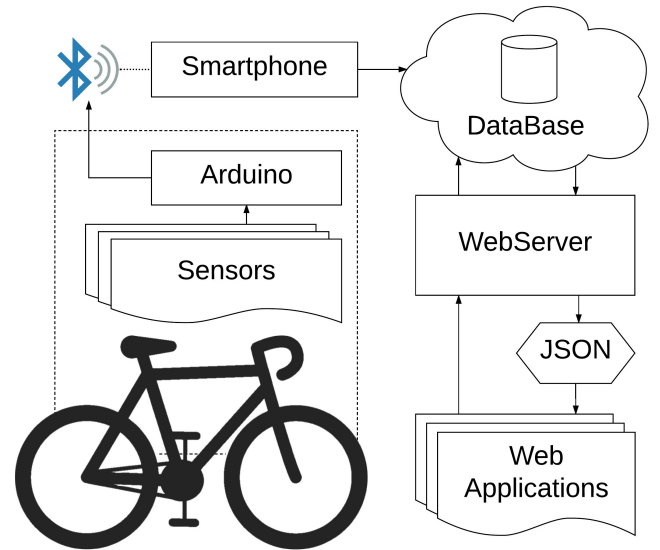 Smartphone
DataBase
Arduino
Sensors
WebServer
JSON
Web
Applications